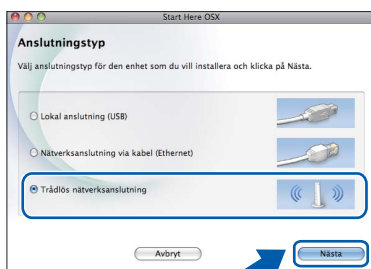 Start Here OSX
Anslutningstyp
Välj anslutningstyp för den enhet som du vill installera och klicka på Nästa.
Lokal anslutning (USB)
Nätverksanslutning via kabel (Ethernet)
Trådlös nätverksanslutning
Avbryt
Nästa